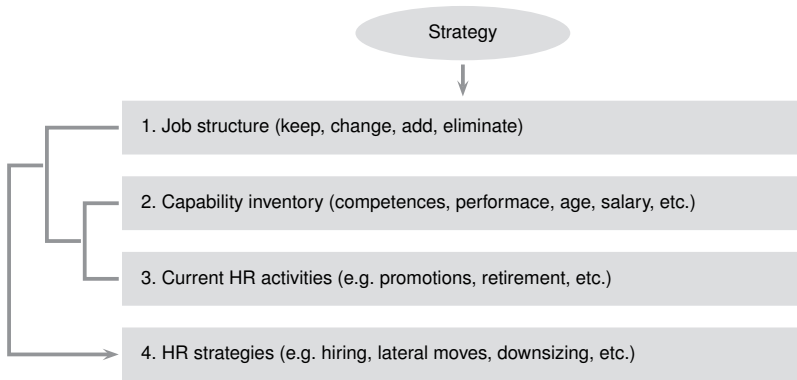 Strategy
1. Job structure (keep, change, add, eliminate)
2. Capability inventory (competences, performace, age, salary, etc.)
3. Current HR activities (e.g. promotions, retirement, etc.)
4. HR strategies (e.g. hiring, lateral moves, downsizing, etc.)